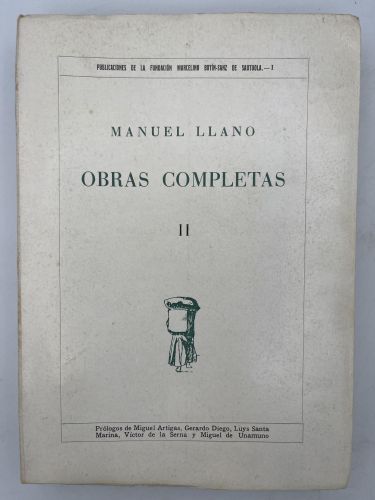 PUBLICACIONES DE LA FUNDACIÓN MARCELINO BOTÍN-SANZ DE SAUTUOLA.—
MANUEL LLANO
OBRAS COMPLETAS
II
Prólogos de Miguel Artigas, Gerardo Diego, Luys Santa
Marina, Víctor de la Serna y Miguel de Unamuno